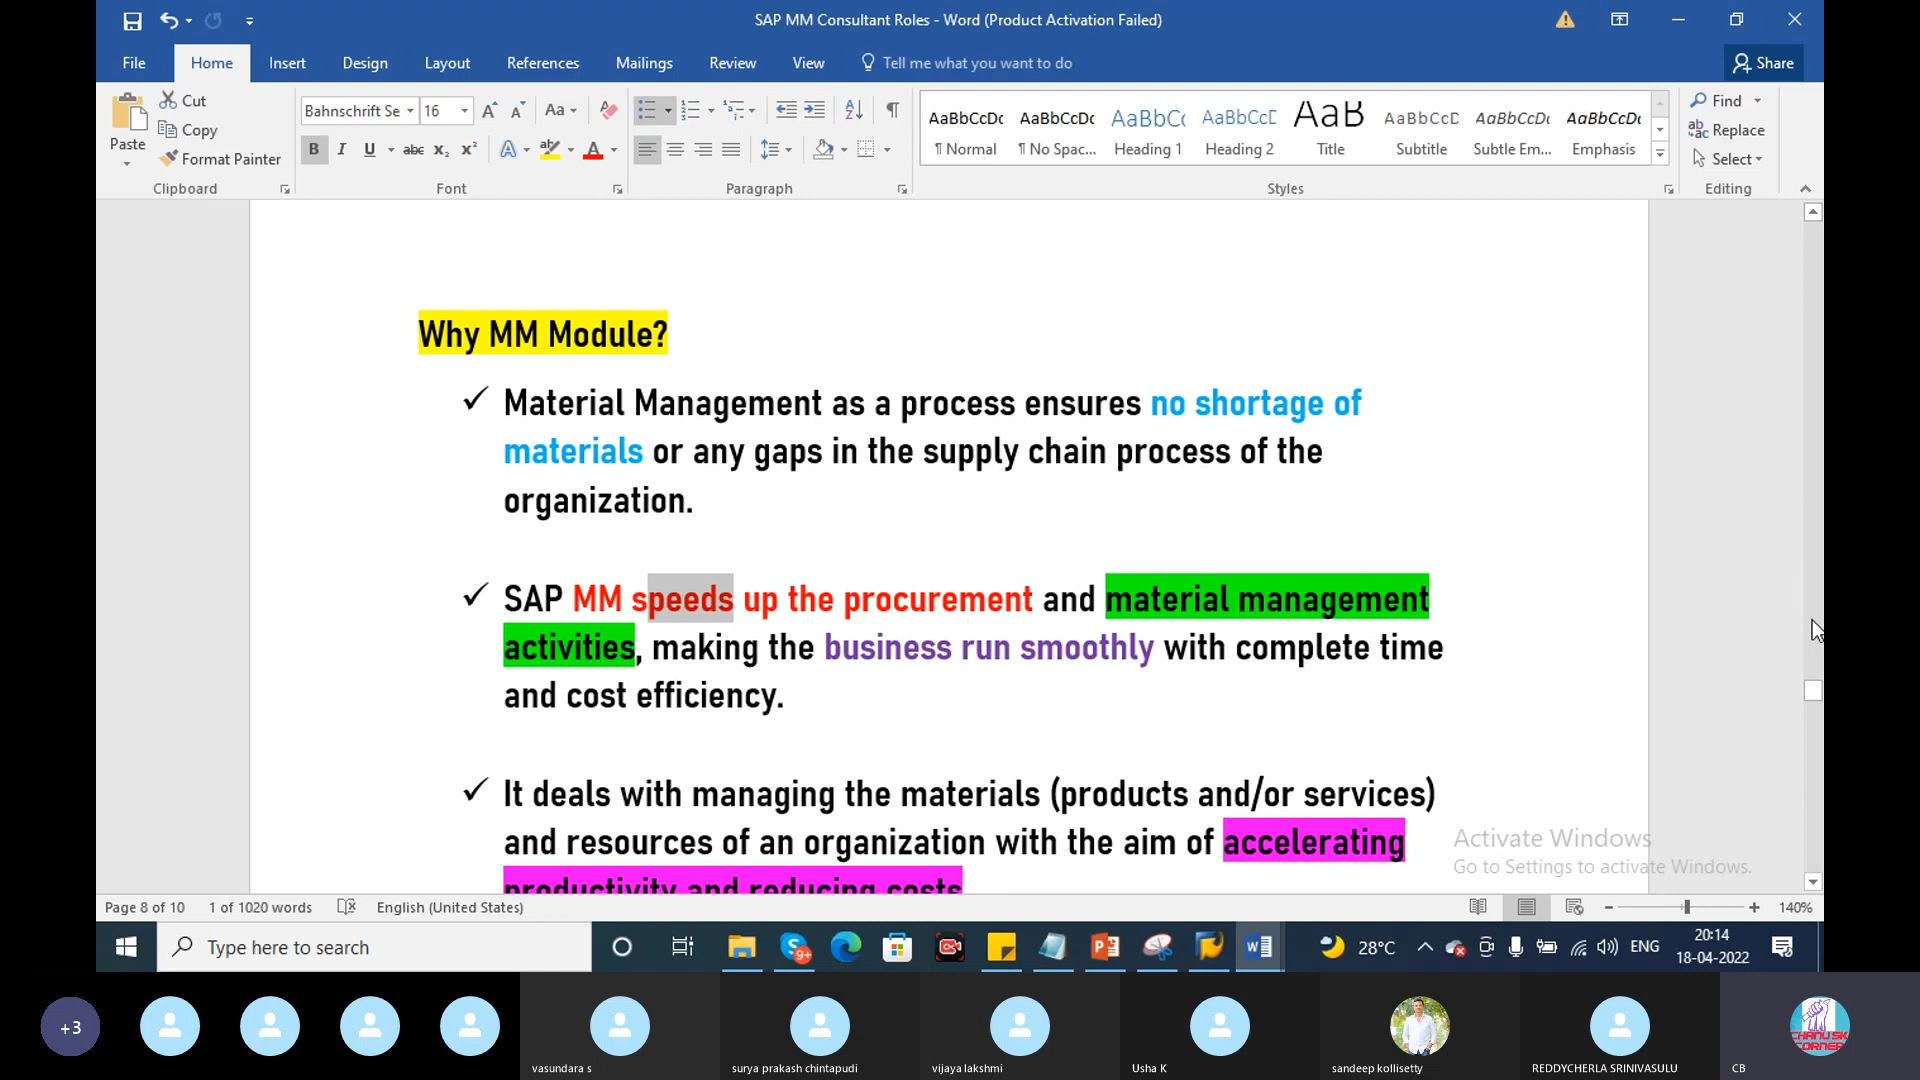 SAP MM Consultant Roles - Word (Product Activation Failed)
File Home Insert Design Layout References Mailings Review View Tell me what you want to do Share
Paste
Cut
Copy
Format Painter
Clipboard
Bahnschrift Se 16
Font
Paragraph
AaBbCcDc AaBbCcDc AaBbCc AaBbCcE AaB AaBbCcD AaBbCcDc AaBbCcDc
¶ Normal ¶ No Spac... Heading 1 Heading 2 Title Subtitle Subtle Em... Emphasis
Styles
Find
Replace
Select
Editing
Why MM Module?
✓ Material Management as a process ensures no shortage of
materials or any gaps in the supply chain process of the
organization.
✓ SAP MM speeds up the procurement and material management
activities, making the business run smoothly with complete time
and cost efficiency.
✓ It deals with managing the materials (products and/or services)
and resources of an organization with the aim of accelerating
productivity and reducing costs
Activate Windows
Go to Settings to activate Windows.
Page 8 of 10 1 of 1020 words English (United States) 140%
Type here to search
9+
28°C
ENG
20:14
18-04-2022
+3
vasundara s
surya prakash chintapudi
vijaya lakshmi
Usha K
sandeep kollisetty
REDDYCHERLA SRINIVASULU
CB